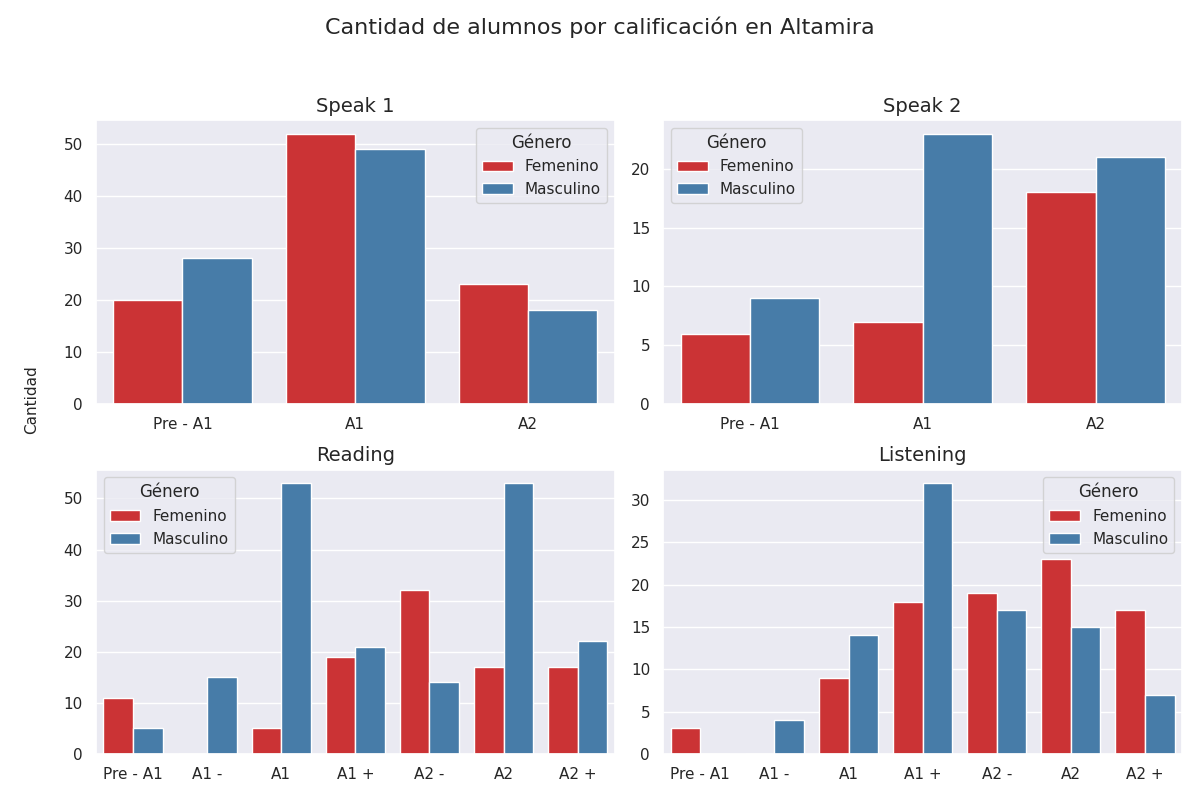 Cantidad de alumnos por calificación en Altamira
Speak 1
Género
Femenino
Masculino
50
40
30
20
10
0
Pre - A1 A1 A2
Speak 2
Género
Femenino
Masculino
20
15
10
5
0
Pre - A1 A1 A2
Cantidad
Reading
Género
Femenino
Masculino
50
40
30
20
10
0
Pre - A1 A1 - A1 A1 + A2 - A2 A2 +
Listening
Género
Femenino
Masculino
30
25
20
15
10
5
0
Pre - A1 A1 - A1 A1 + A2 - A2 A2 +